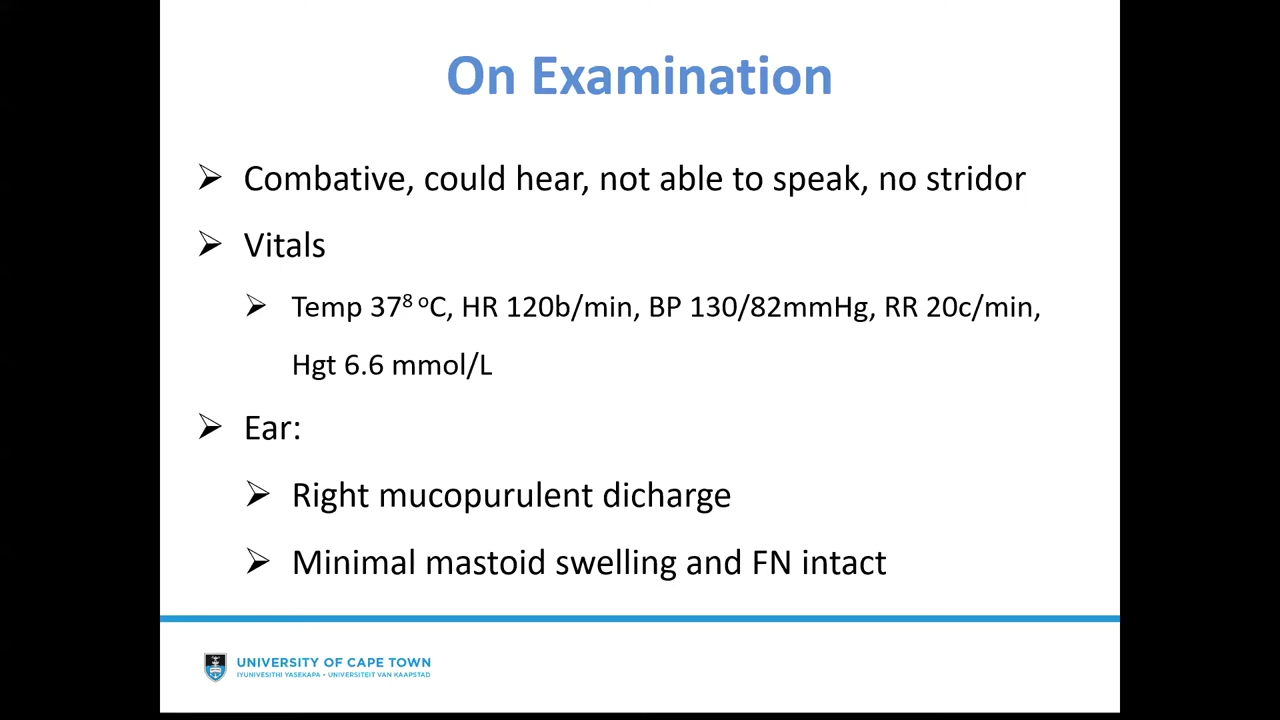 On Examination
Combative, could hear, not able to speak, no stridor
Vitals
Temp 37⁸ ᵒC, HR 120b/min, BP 130/82mmHg, RR 20c/min,
Hgt 6.6 mmol/L
Ear:
Right mucopurulent dicharge
Minimal mastoid swelling and FN intact
UNIVERSITY OF CAPE TOWN
IYUNIVESITHI YASEKAPA • UNIVERSITEIT VAN KAAPSTAD